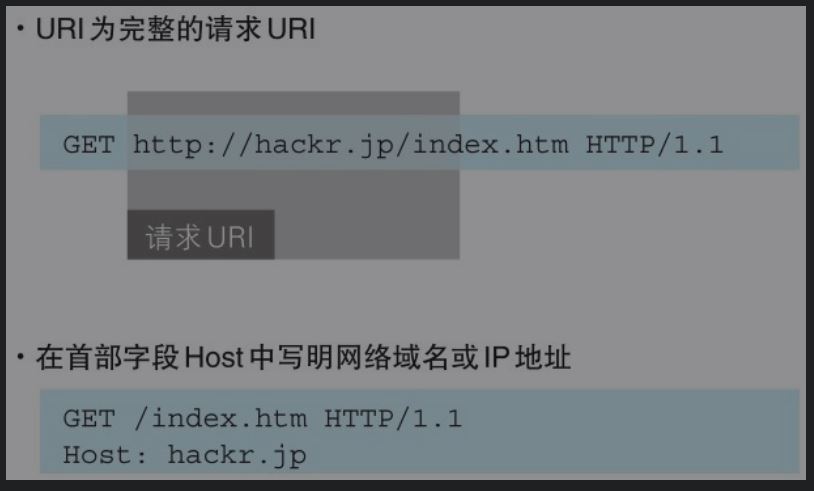 ・URI为完整的请求URI
GET http://hackr.jp/index.htm HTTP/1.1
请求URI
・在首部字段Host中写明网络域名或IP地址
GET /index.htm HTTP/1.1
Host: hackr.jp